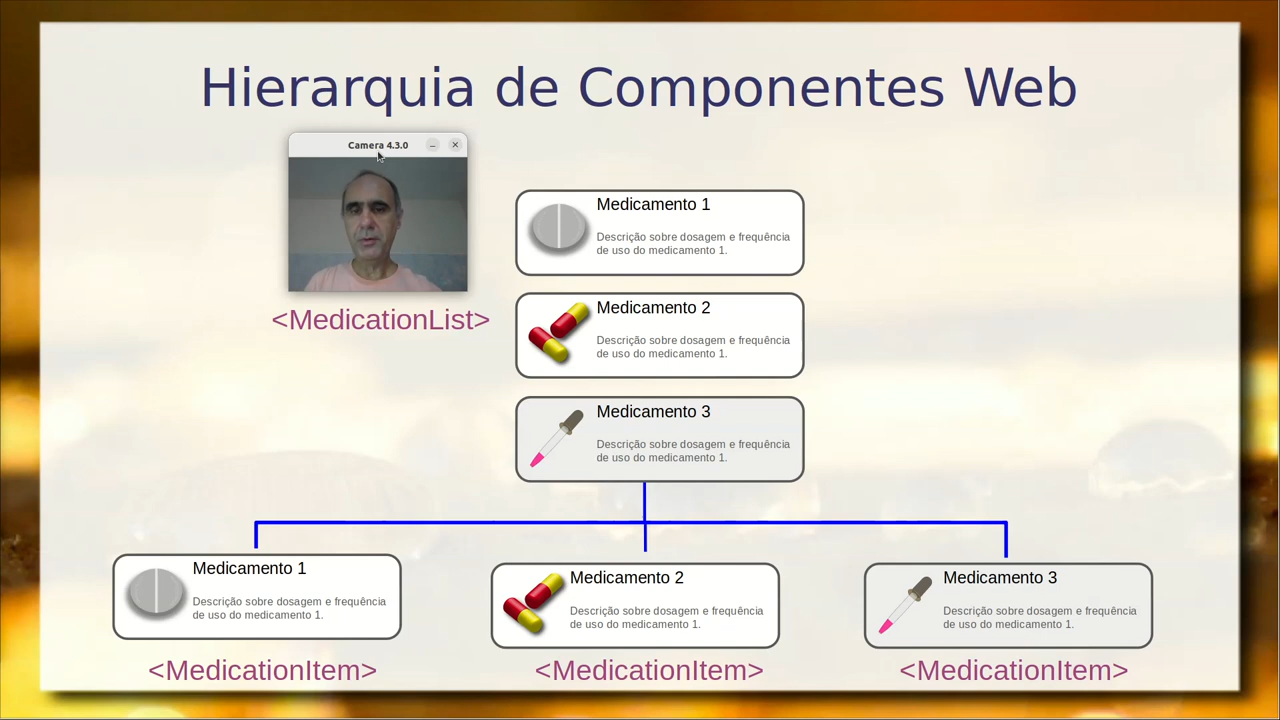 Hierarquia de Componentes Web
Camera 4.3.0
<MedicationList>
Medicamento 1
Descrição sobre dosagem e frequência
de uso do medicamento 1.
Medicamento 2
Descrição sobre dosagem e frequência
de uso do medicamento 1.
Medicamento 3
Descrição sobre dosagem e frequência
de uso do medicamento 1.
Medicamento 1
Descrição sobre dosagem e frequência
de uso do medicamento 1.
<MedicationItem>
Medicamento 2
Descrição sobre dosagem e frequência
de uso do medicamento 1.
<MedicationItem>
Medicamento 3
Descrição sobre dosagem e frequência
de uso do medicamento 1.
<MedicationItem>